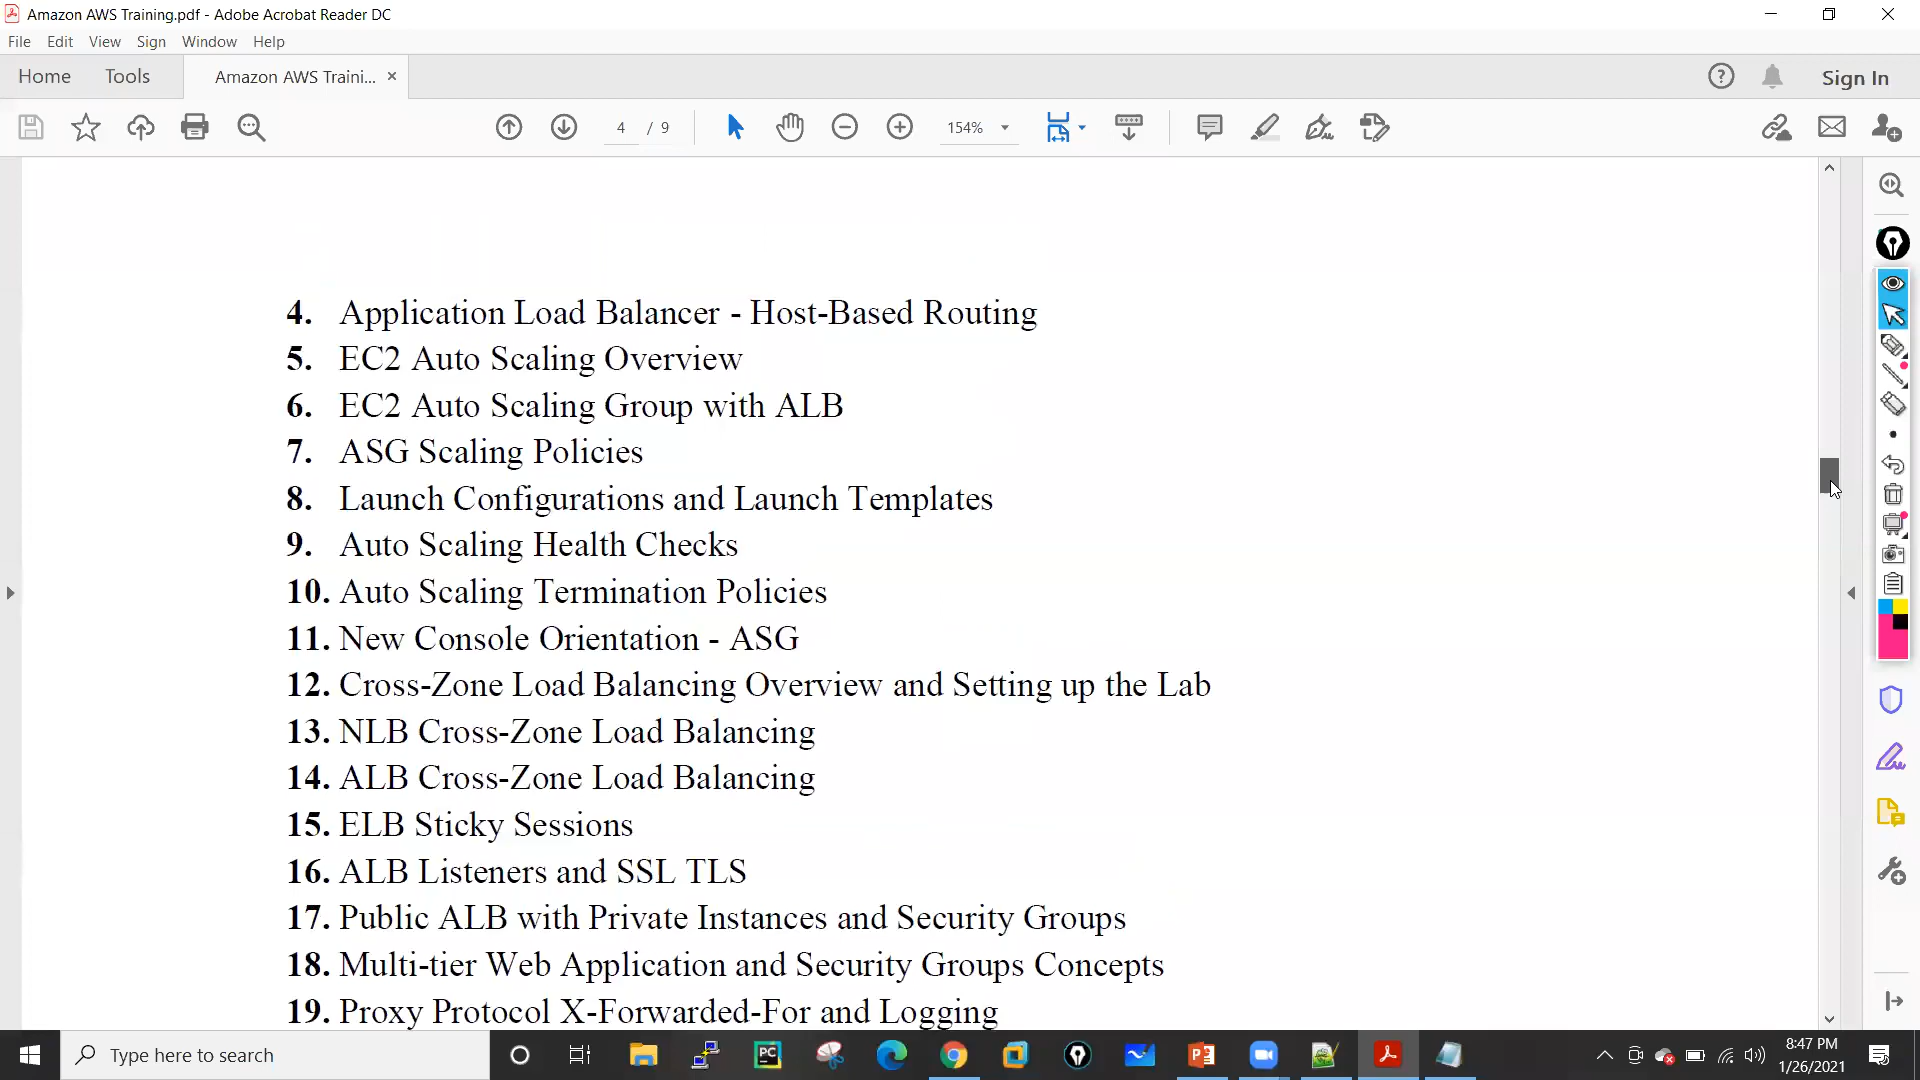 Amazon AWS Training.pdf - Adobe Acrobat Reader DC
File Edit View Sign Window Help
Home Tools Amazon AWS Traini... × Sign In
4 / 9 154%
4. Application Load Balancer - Host-Based Routing
5. EC2 Auto Scaling Overview
6. EC2 Auto Scaling Group with ALB
7. ASG Scaling Policies
8. Launch Configurations and Launch Templates
9. Auto Scaling Health Checks
10. Auto Scaling Termination Policies
11. New Console Orientation - ASG
12. Cross-Zone Load Balancing Overview and Setting up the Lab
13. NLB Cross-Zone Load Balancing
14. ALB Cross-Zone Load Balancing
15. ELB Sticky Sessions
16. ALB Listeners and SSL TLS
17. Public ALB with Private Instances and Security Groups
18. Multi-tier Web Application and Security Groups Concepts
19. Proxy Protocol X-Forwarded-For and Logging
Type here to search
PC
8:47 PM
1/26/2021